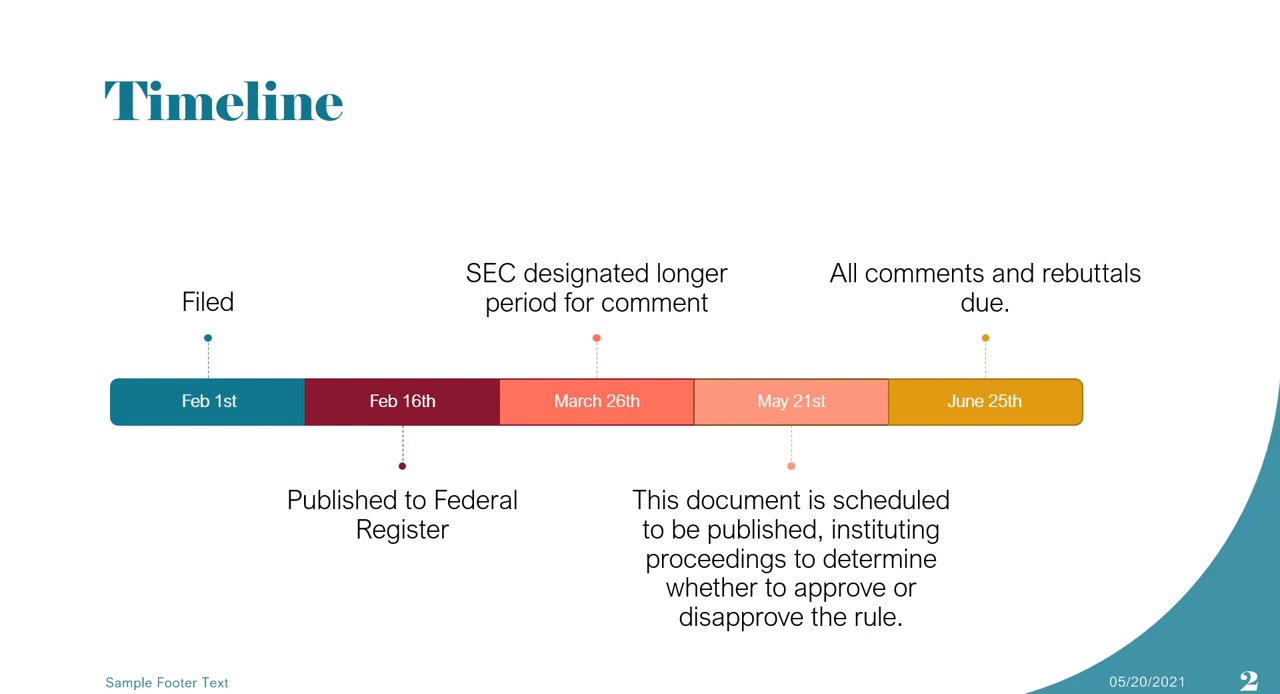 Timeline
Filed
SEC designated longer
period for comment
All comments and rebuttals
due.
Feb 1st
Feb 16th
March 26th
May 21st
June 25th
Published to Federal
Register
This document is scheduled
to be published, instituting
proceedings to determine
whether to approve or
disapprove the rule.
Sample Footer Text
05/20/2021
2